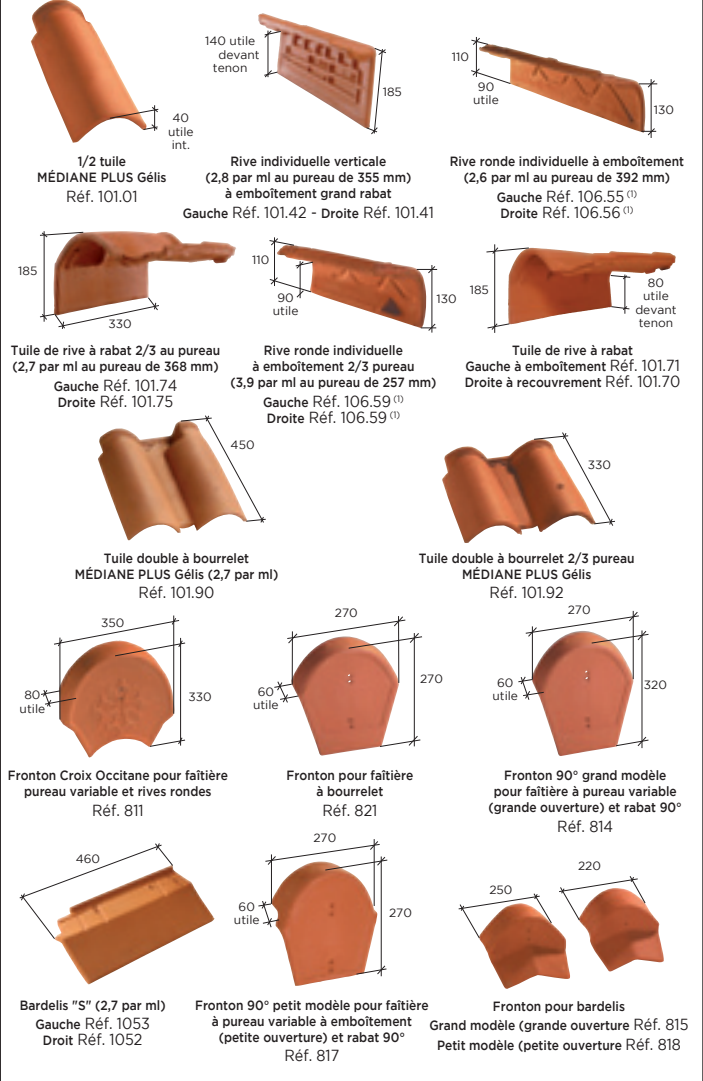 40
utile
int.
1/2 tuile
MÉDIANE PLUS Gélis
Réf. 101.01
140 utile
devant
tenon
185
Rive individuelle verticale
(2,8 par ml au pureau de 355 mm)
à emboîtement grand rabat
Gauche Réf. 101.42 - Droite Réf. 101.41
110
90
utile
130
Rive ronde individuelle à emboîtement
(2,6 par ml au pureau de 392 mm)
Gauche Réf. 106.55 (1)
Droite Réf. 106.56 (1)
185
330
Tuile de rive à rabat 2/3 au pureau
(2,7 par ml au pureau de 368 mm)
Gauche Réf. 101.74
Droite Réf. 101.75
110
90
utile
130
Rive ronde individuelle
à emboîtement 2/3 pureau
(3,9 par ml au pureau de 257 mm)
Gauche Réf. 106.59 (1)
Droite Réf. 106.59 (1)
185
80
utile
devant
tenon
Tuile de rive à rabat
Gauche à emboîtement Réf. 101.71
Droite à recouvrement Réf. 101.70
450
Tuile double à bourrelet
MÉDIANE PLUS Gélis (2,7 par ml)
Réf. 101.90
330
Tuile double à bourrelet 2/3 pureau
MÉDIANE PLUS Gélis
Réf. 101.92
350
80
utile
330
Fronton Croix Occitane pour faîtière
pureau variable et rives rondes
Réf. 811
270
60
utile
270
Fronton pour faîtière
à bourrelet
Réf. 821
270
60
utile
320
Fronton 90° grand modèle
pour faîtière à pureau variable
(grande ouverture) et rabat 90°
Réf. 814
460
Bardelis "S" (2,7 par ml)
Gauche Réf. 1053
Droit Réf. 1052
270
60
utile
270
Fronton 90° petit modèle pour faîtière
à pureau variable à emboîtement
(petite ouverture) et rabat 90°
Réf. 817
250
220
Fronton pour bardelis
Grand modèle (grande ouverture Réf. 815
Petit modèle (petite ouverture Réf. 818